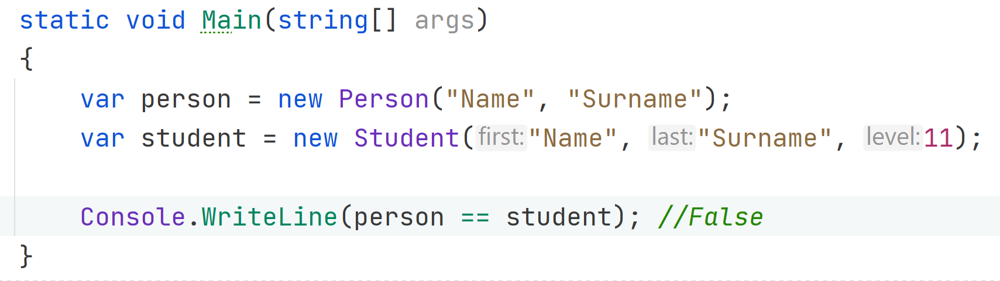 static void Main(string[] args)
{
var person = new Person("Name", "Surname");
var student = new Student(first:"Name", last:"Surname", level:11);
Console.WriteLine(person == student); //False
}